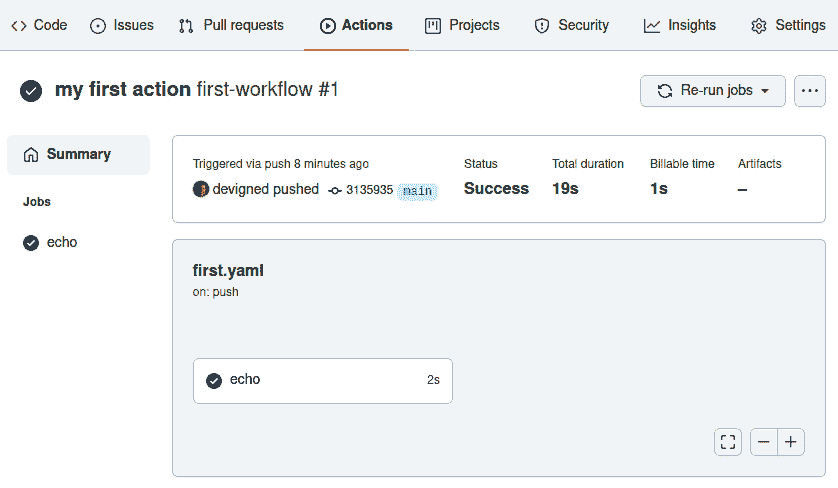 Code Issues Pull requests Actions Projects Security Insights Settings
my first action first-workflow #1 Re-run jobs
Summary
Jobs
echo
Triggered via push 8 minutes ago Status Total duration Billable time Artifacts
devigned pushed 3135935 main Success 19s 1s –
first.yaml
on: push
echo 2s